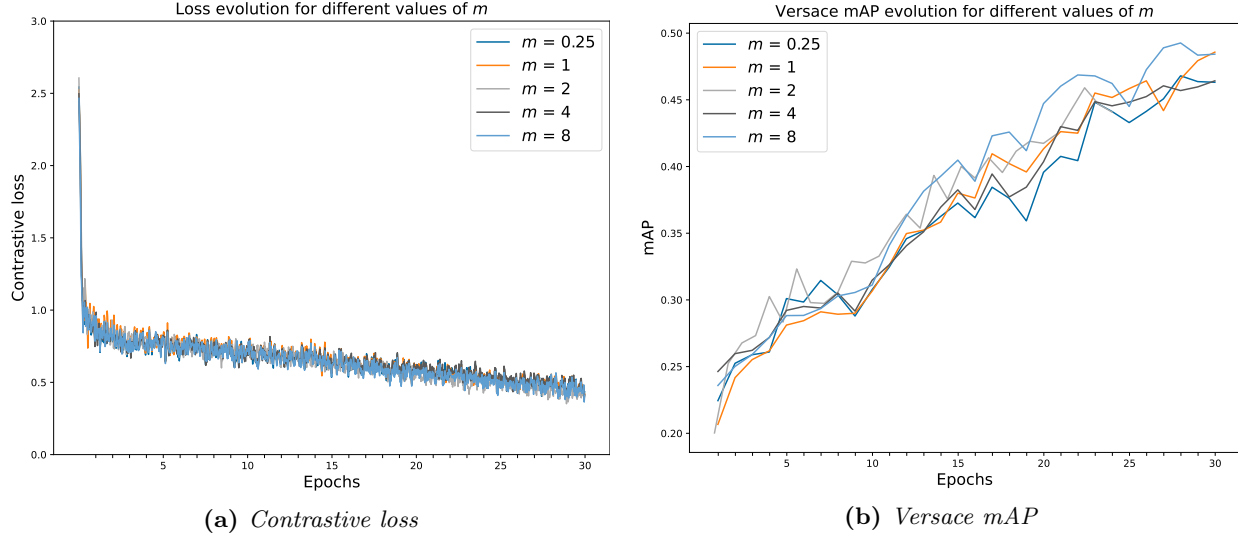 Loss evolution for different values of m
3.0
2.5
2.0
1.5
1.0
0.5
0.0
Contrastive loss
m = 0.25
m = 1
m = 2
m = 4
m = 8
5 10 15 20 25 30
Epochs
(a) Contrastive loss
Versace mAP evolution for different values of m
0.50
0.45
0.40
0.35
0.30
0.25
0.20
mAP
m = 0.25
m = 1
m = 2
m = 4
m = 8
5 10 15 20 25 30
Epochs
(b) Versace mAP